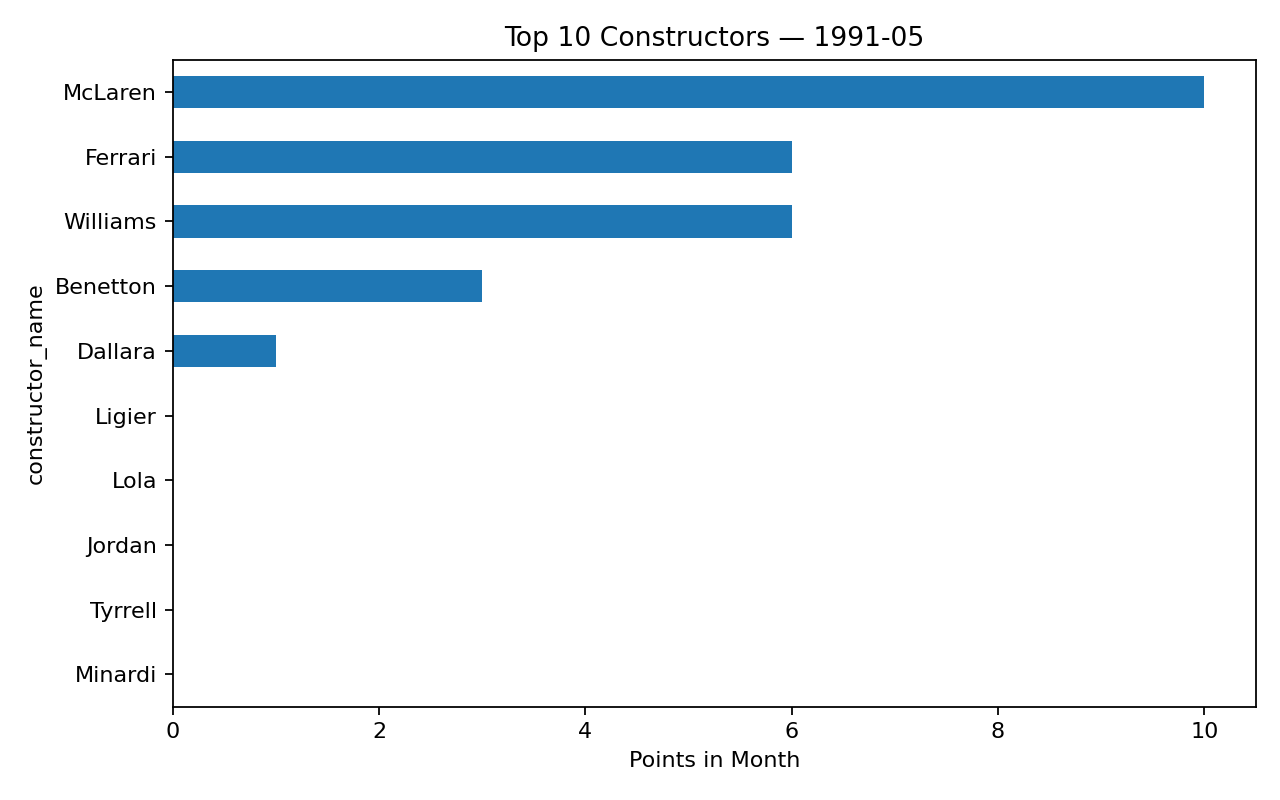 Top 10 Constructors — 1991-05
constructor_name
McLaren
Ferrari
Williams
Benetton
Dallara
Ligier
Lola
Jordan
Tyrrell
Minardi
0 2 4 6 8 10
Points in Month